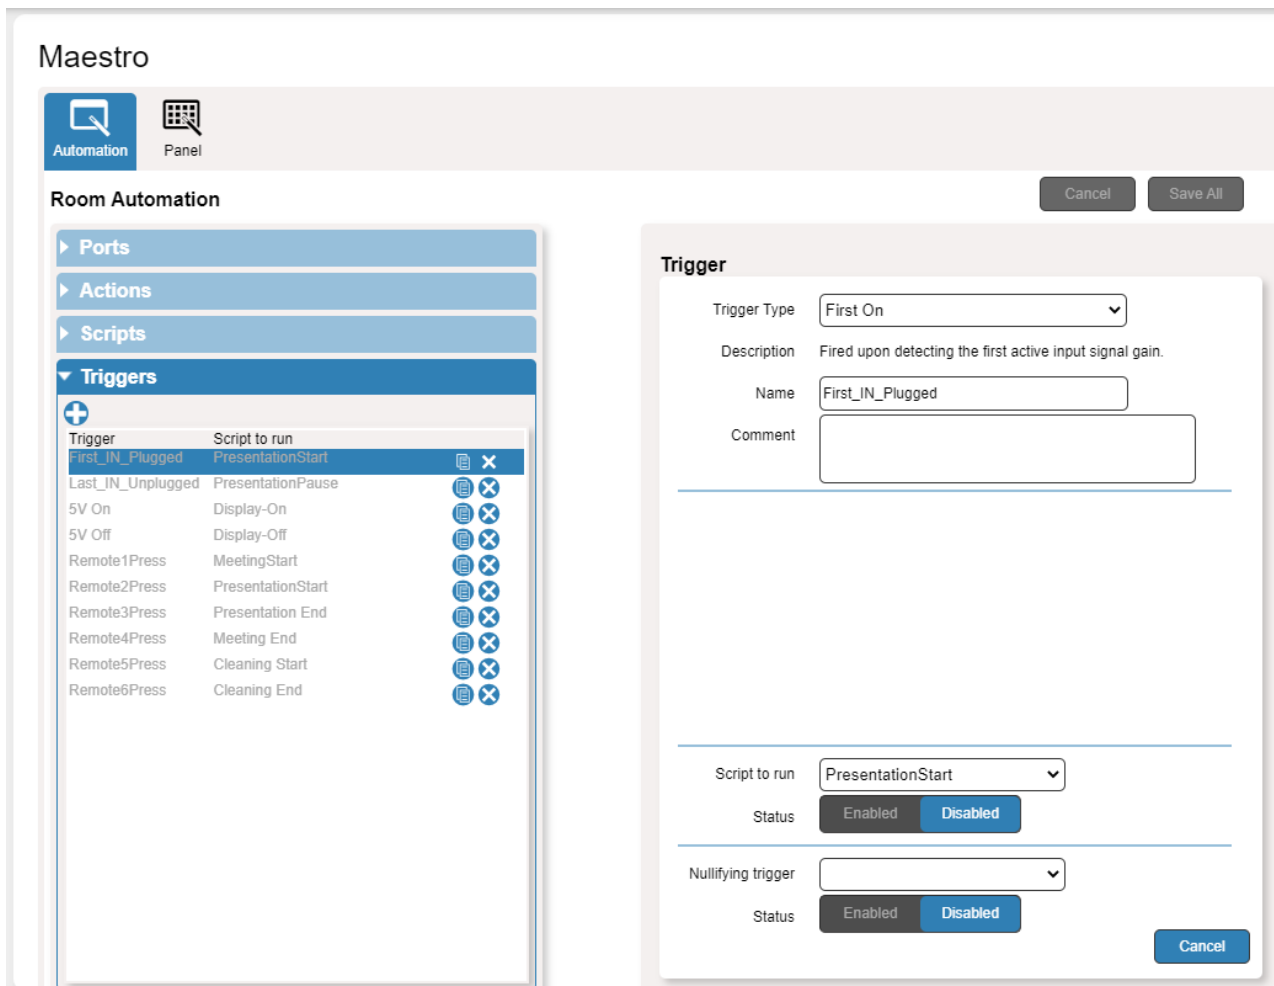 Maestro
Automation
Panel
Room Automation
Cancel
Save All
Ports
Actions
Scripts
Triggers
Trigger Script to run
First_IN_Plugged PresentationStart
Last_IN_Unplugged PresentationPause
5V On Display-On
5V Off Display-Off
Remote1Press MeetingStart
Remote2Press PresentationStart
Remote3Press Presentation End
Remote4Press Meeting End
Remote5Press Cleaning Start
Remote6Press Cleaning End
Trigger
Trigger Type First On
Description Fired upon detecting the first active input signal gain.
Name First_IN_Plugged
Comment
Script to run PresentationStart
Status Enabled Disabled
Nullifying trigger
Status Enabled Disabled
Cancel